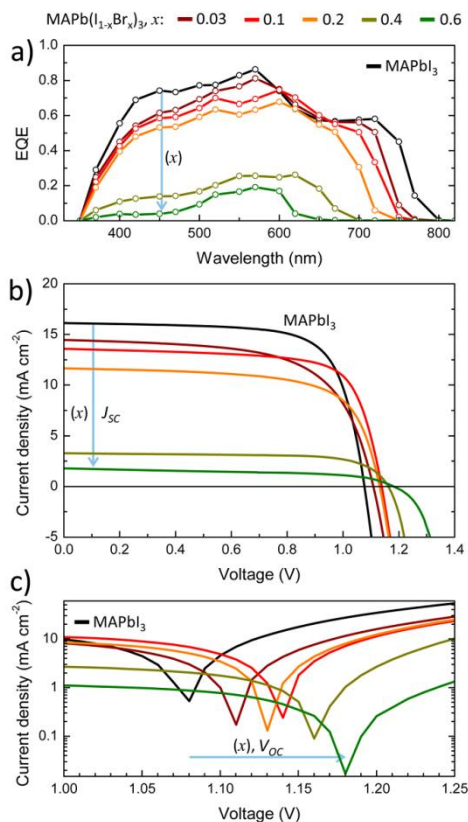 MAPb(I1-xBrx)3, x: 0.03 0.1 0.2 0.4 0.6
a)
MAPbI3
1.0
0.8
0.6
0.4
0.2
0.0
EQE
(x)
400 500 600 700 800
Wavelength (nm)
b)
20
15
10
5
0
-5
Current density (mA cm-2)
MAPbI3
(x) JSC
0.0 0.2 0.4 0.6 0.8 1.0 1.2 1.4
Voltage (V)
c)
MAPbI3
10
1
0.1
Current density (mA cm-2)
(x), VOC
1.00 1.05 1.10 1.15 1.20 1.25
Voltage (V)